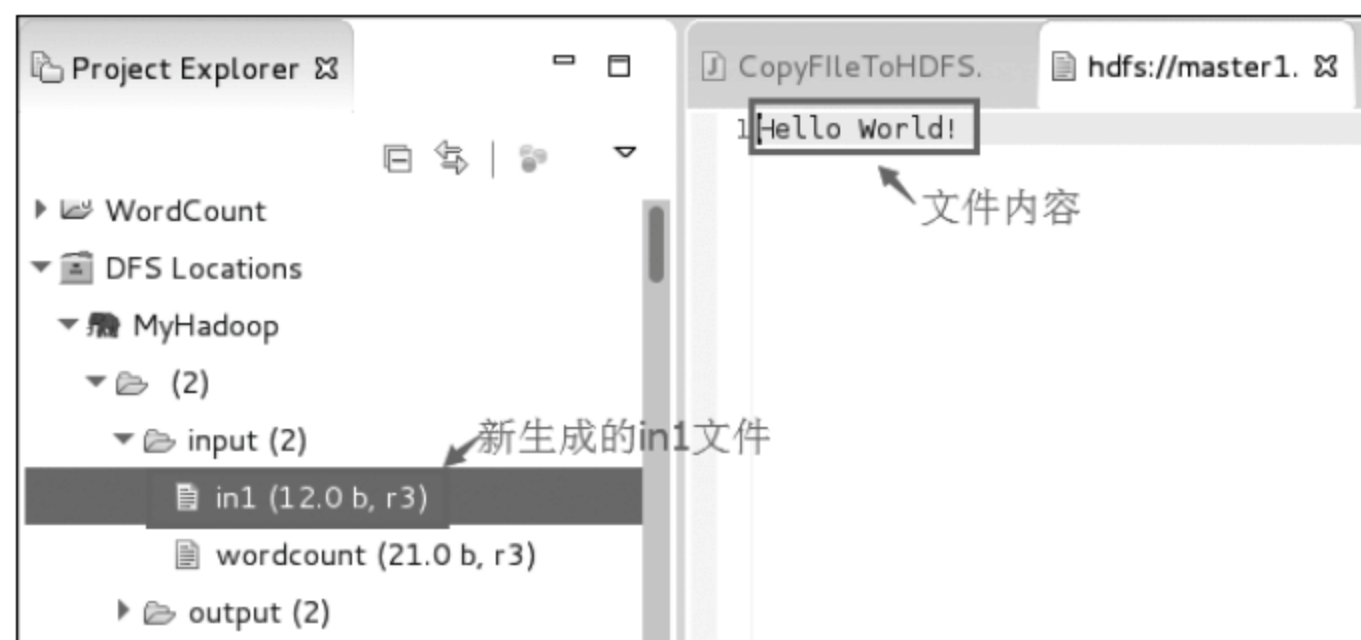 Project Explorer
WordCount
DFS Locations
MyHadoop
(2)
input (2)
新生成的in1文件
in1 (12.0 b, r3)
wordcount (21.0 b, r3)
output (2)
CopyFIleToHDFS.
hdfs://master1.
1 Hello World!
文件内容